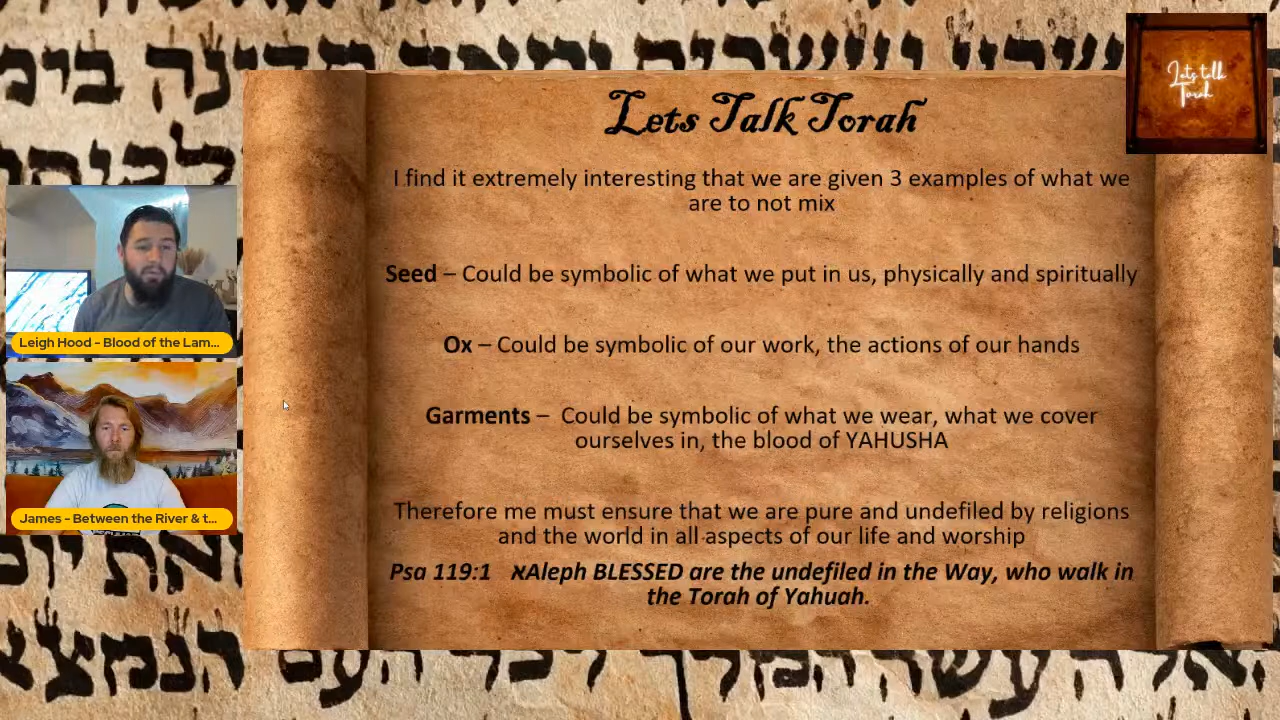 Lets Talk Torah
Lets talk
Torah
I find it extremely interesting that we are given 3 examples of what we
are to not mix
Seed – Could be symbolic of what we put in us, physically and spiritually
Ox – Could be symbolic of our work, the actions of our hands
Garments – Could be symbolic of what we wear, what we cover
ourselves in, the blood of YAHUSHA
Therefore me must ensure that we are pure and undefiled by religions
and the world in all aspects of our life and worship
Psa 119:1 אAleph BLESSED are the undefiled in the Way, who walk in
the Torah of Yahuah.
Leigh Hood - Blood of the Lam...
James - Between the River & t...